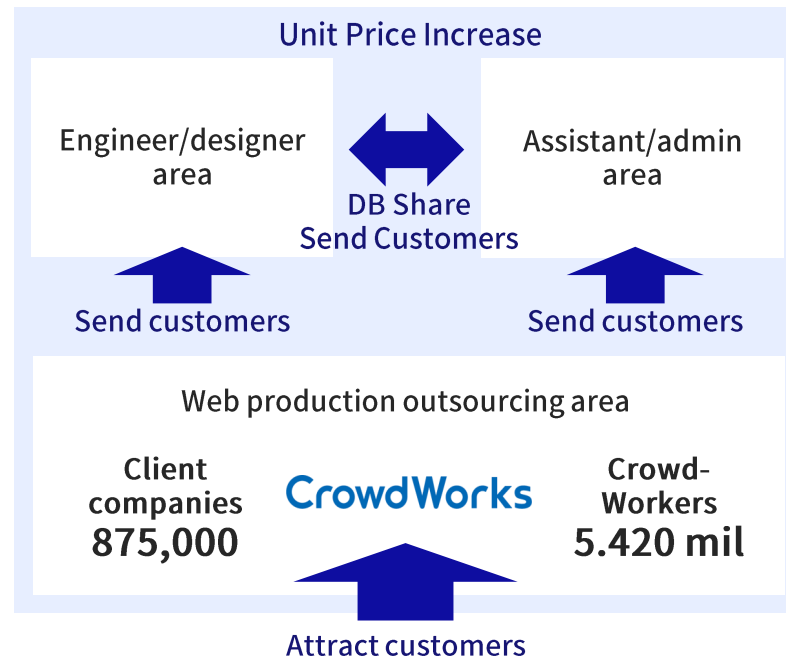 Unit Price Increase
Engineer/designer
area
Assistant/admin
area
DB Share
Send Customers
Send customers
Send customers
Web production outsourcing area
Client
companies
875,000
CrowdWorks
Crowd-
Workers
5.420 mil
Attract customers